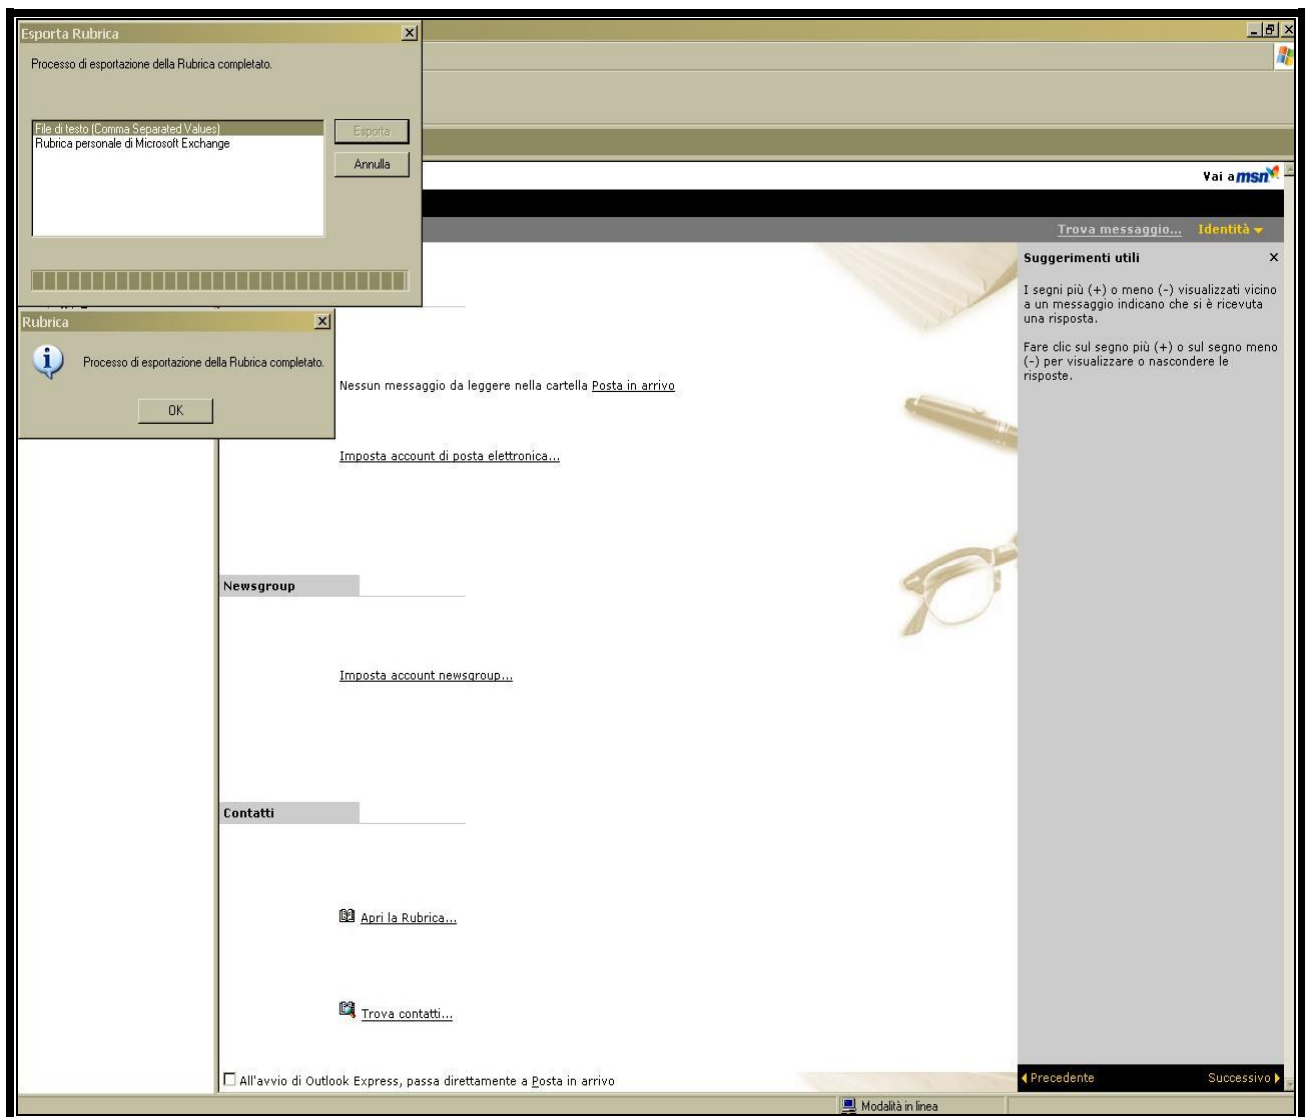 Esporta Rubrica
Processo di esportazione della Rubrica completato.
File di testo (Comma Separated Values)
Rubrica personale di Microsoft Exchange
Esporta
Annulla
Vai a msn
Trova messaggio... Identità
Rubrica
Processo di esportazione della Rubrica completato.
OK
Nessun messaggio da leggere nella cartella Posta in arrivo
Imposta account di posta elettronica...
Newsgroup
Imposta account newsgroup...
Contatti
Apri la Rubrica...
Trova contatti...
All'avvio di Outlook Express, passa direttamente a Posta in arrivo
Suggerimenti utili
I segni più (+) o meno (-) visualizzati vicino
a un messaggio indicano che si è ricevuta
una risposta.
Fare clic sul segno più (+) o sul segno meno
(-) per visualizzare o nascondere le
risposte.
Precedente Successivo
Modalità in linea